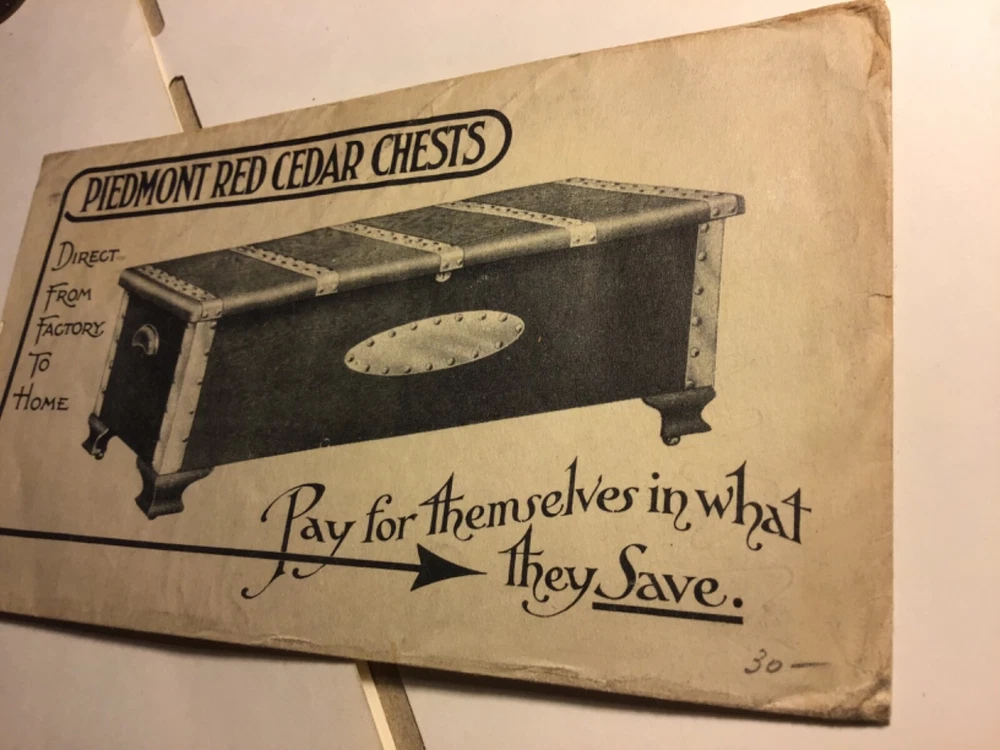 PIEDMONT RED CEDAR CHESTS
DIRECT
FROM
FACTORY
TO
HOME
Pay for themselves in what
they Save.
30 —